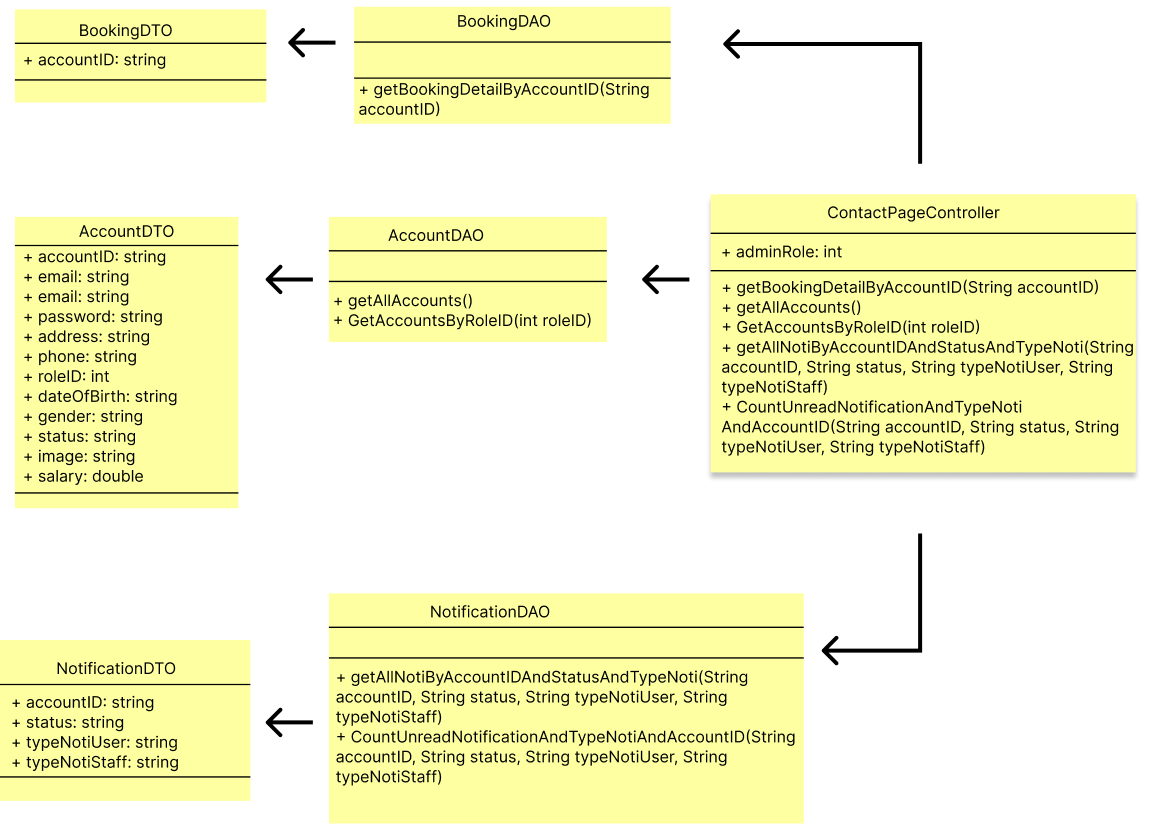 BookingDTO
+ accountID: string
BookingDAO
+ getBookingDetailByAccountID(String
accountID)
AccountDTO
+ accountID: string
+ email: string
+ email: string
+ password: string
+ address: string
+ phone: string
+ roleID: int
+ dateOfBirth: string
+ gender: string
+ status: string
+ image: string
+ salary: double
AccountDAO
+ getAllAccounts()
+ GetAccountsByRoleID(int roleID)
ContactPageController
+ adminRole: int
+ getBookingDetailByAccountID(String accountID)
+ getAllAccounts()
+ GetAccountsByRoleID(int roleID)
+ getAllNotiByAccountIDAndStatusAndTypeNoti(String
accountID, String status, String typeNotiUser, String
typeNotiStaff)
+ CountUnreadNotificationAndTypeNoti
AndAccountID(String accountID, String status, String
typeNotiUser, String typeNotiStaff)
NotificationDTO
+ accountID: string
+ status: string
+ typeNotiUser: string
+ typeNotiStaff: string
NotificationDAO
+ getAllNotiByAccountIDAndStatusAndTypeNoti(String
accountID, String status, String typeNotiUser, String
typeNotiStaff)
+ CountUnreadNotificationAndTypeNotiAndAccountID(String
accountID, String status, String typeNotiUser, String
typeNotiStaff)